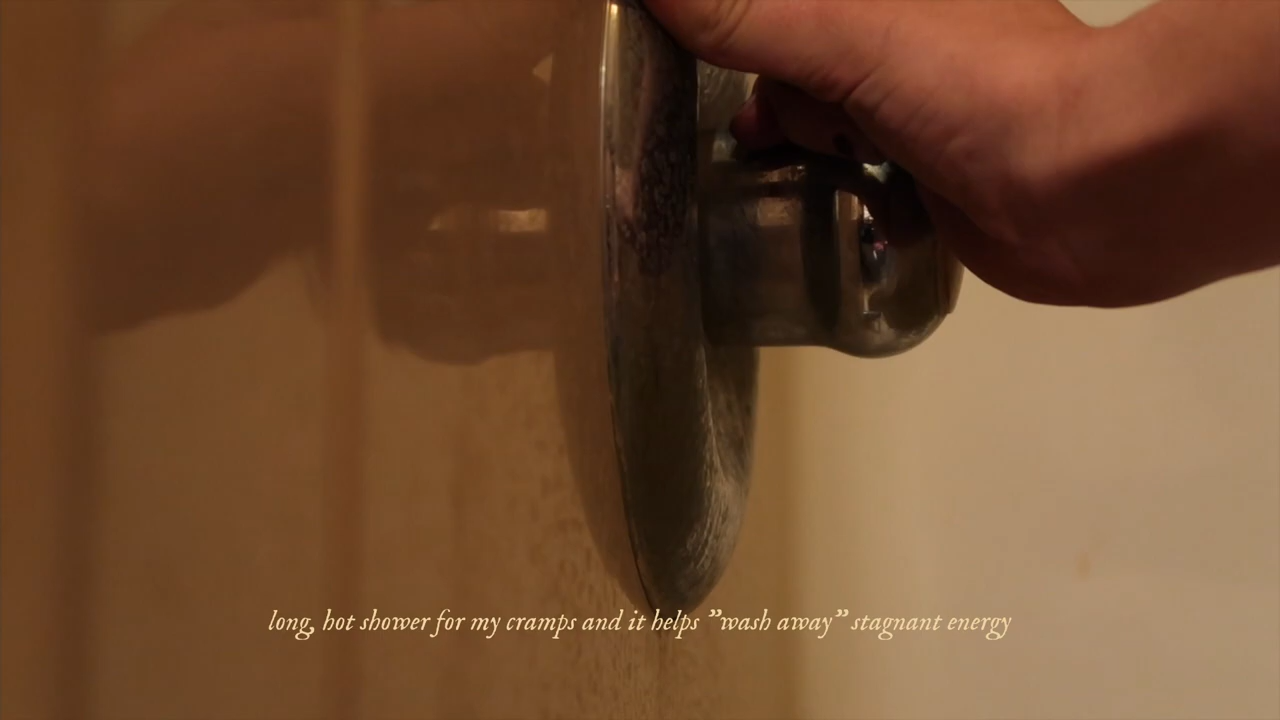 long, hot shower for my cramps and it helps ”wash away” stagnant energy